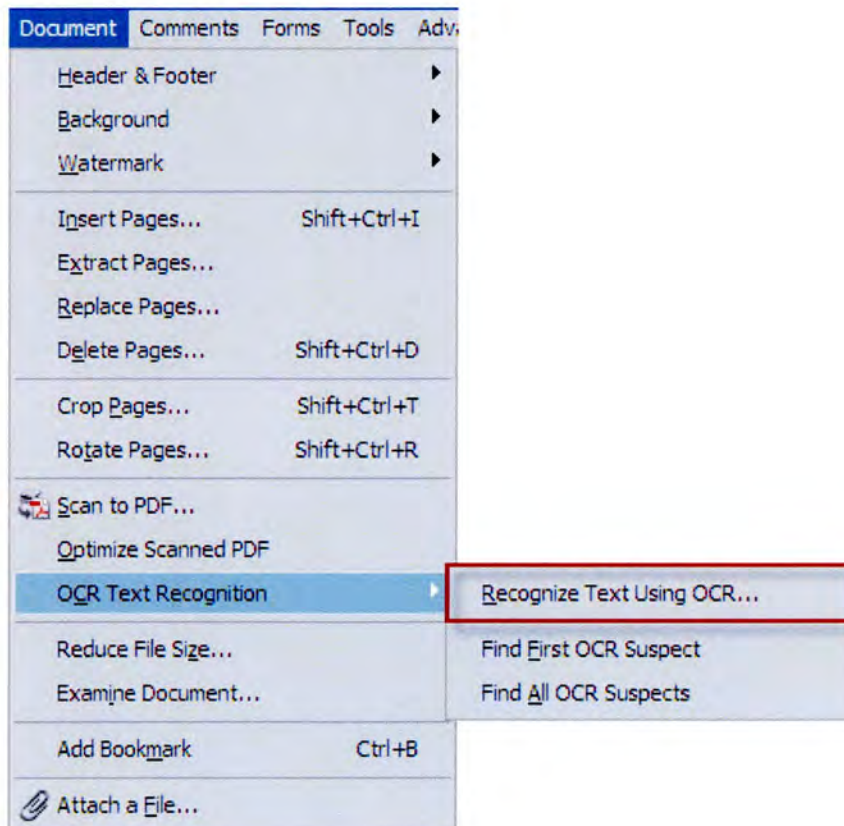 Document Comments Forms Tools Adv
Header & Footer
Background
Watermark
Insert Pages... Shift+Ctrl+I
Extract Pages...
Replace Pages...
Delete Pages... Shift+Ctrl+D
Crop Pages... Shift+Ctrl+T
Rotate Pages... Shift+Ctrl+R
Scan to PDF...
Optimize Scanned PDF
OCR Text Recognition
Recognize Text Using OCR...
Reduce File Size...
Find First OCR Suspect
Examine Document...
Find All OCR Suspects
Add Bookmark Ctrl+B
Attach a File...